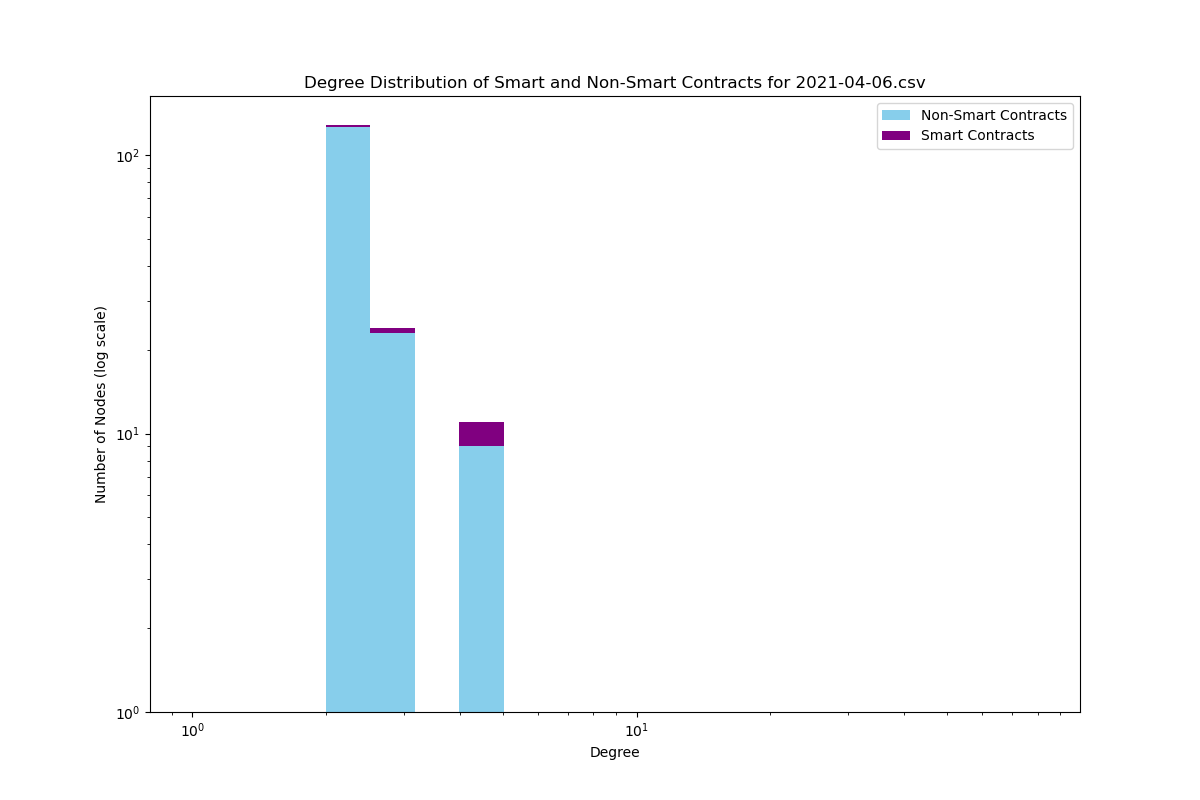 Degree Distribution of Smart and Non-Smart Contracts for 2021-04-06.csv
Non-Smart Contracts
Smart Contracts
Number of Nodes (log scale)
10²
10¹
10⁰
10⁰ 10¹
Degree